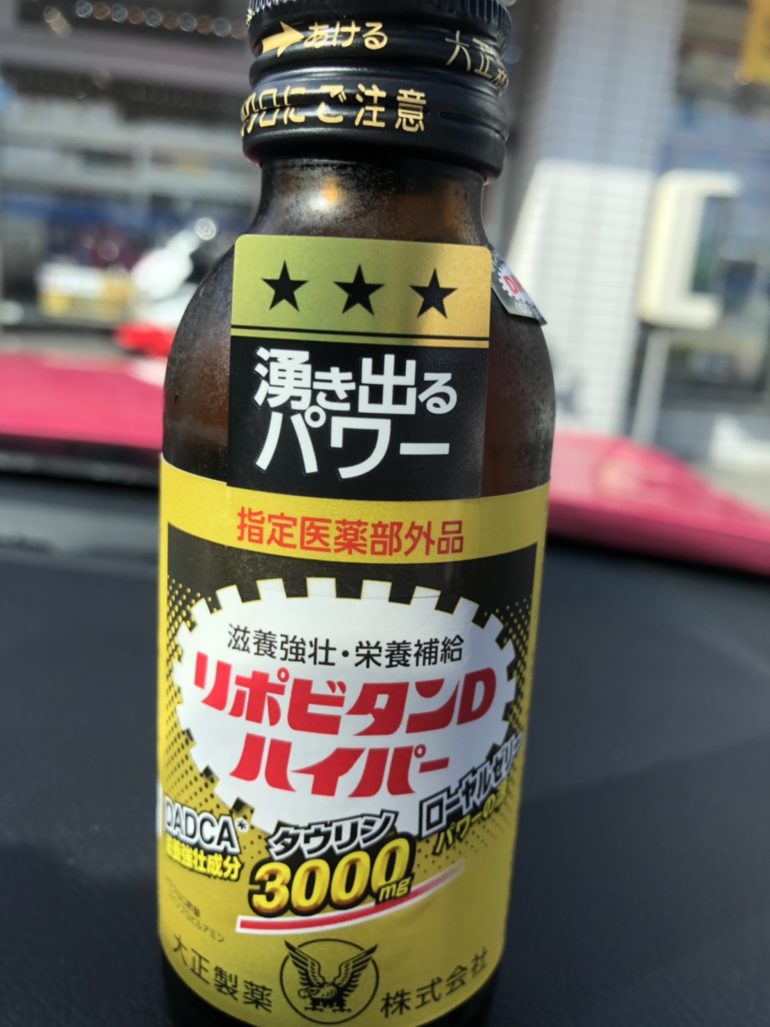 あける
大正
口にご注意
湧き出る
パワー
指定医薬部外品
滋養強壮・栄養補給
リポビタンD
ハイパー
DADCA*
滋養強壮成分
タウリン
3000mg
ローヤルゼリー
大正製薬
株式会社